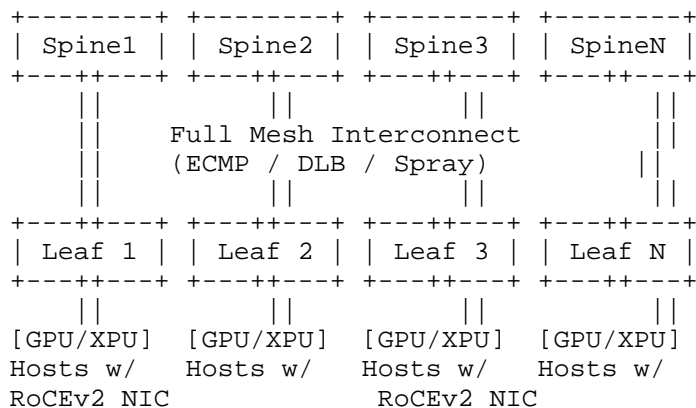 +--------+ +--------+ +--------+ +--------+
| Spine1 | | Spine2 | | Spine3 | | SpineN |
+---++---+ +---++---+ +---++---+ +---++---+
    ||         ||         ||         ||
    ||    Full Mesh Interconnect     ||
    ||    (ECMP / DLB / Spray)      ||
    ||         ||         ||         ||
+---++---+ +---++---+ +---++---+ +---++---+
| Leaf 1 | | Leaf 2 | | Leaf 3 | | Leaf N |
+---++---+ +---++---+ +---++---+ +---++---+
    ||         ||         ||         ||
[GPU/XPU]  [GPU/XPU]  [GPU/XPU]  [GPU/XPU]
Hosts w/   Hosts w/   Hosts w/   Hosts w/
RoCEv2 NIC            RoCEv2 NIC